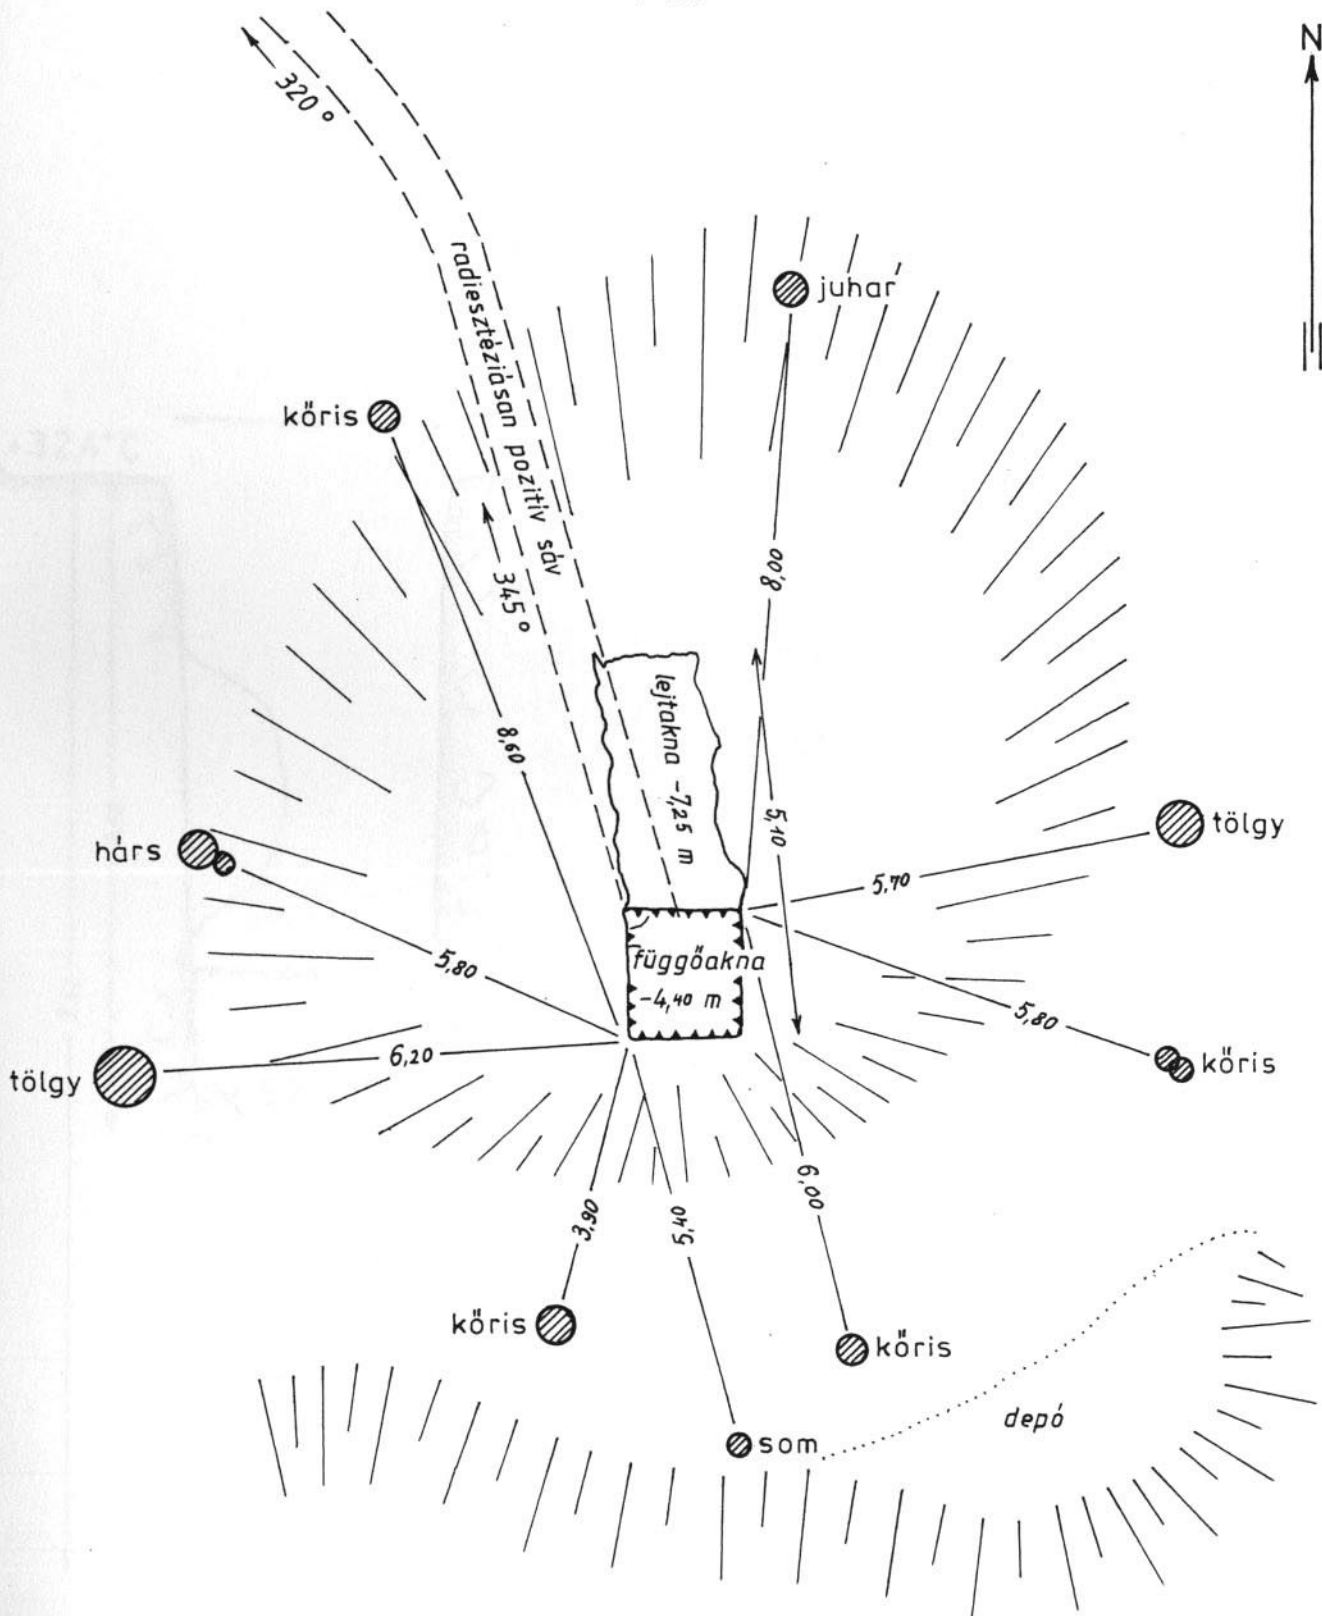 N
320°
radiesztéziásan pozitív sáv
juhar
kőris
345°
8,00
8,60
lejtakna -7,25 m
5,10
hárs
tölgy
5,70
5,80
függőakna
-4,40 m
5,80
6,20
tölgy
kőris
3,90
5,40
6,00
kőris
kőris
depó
som